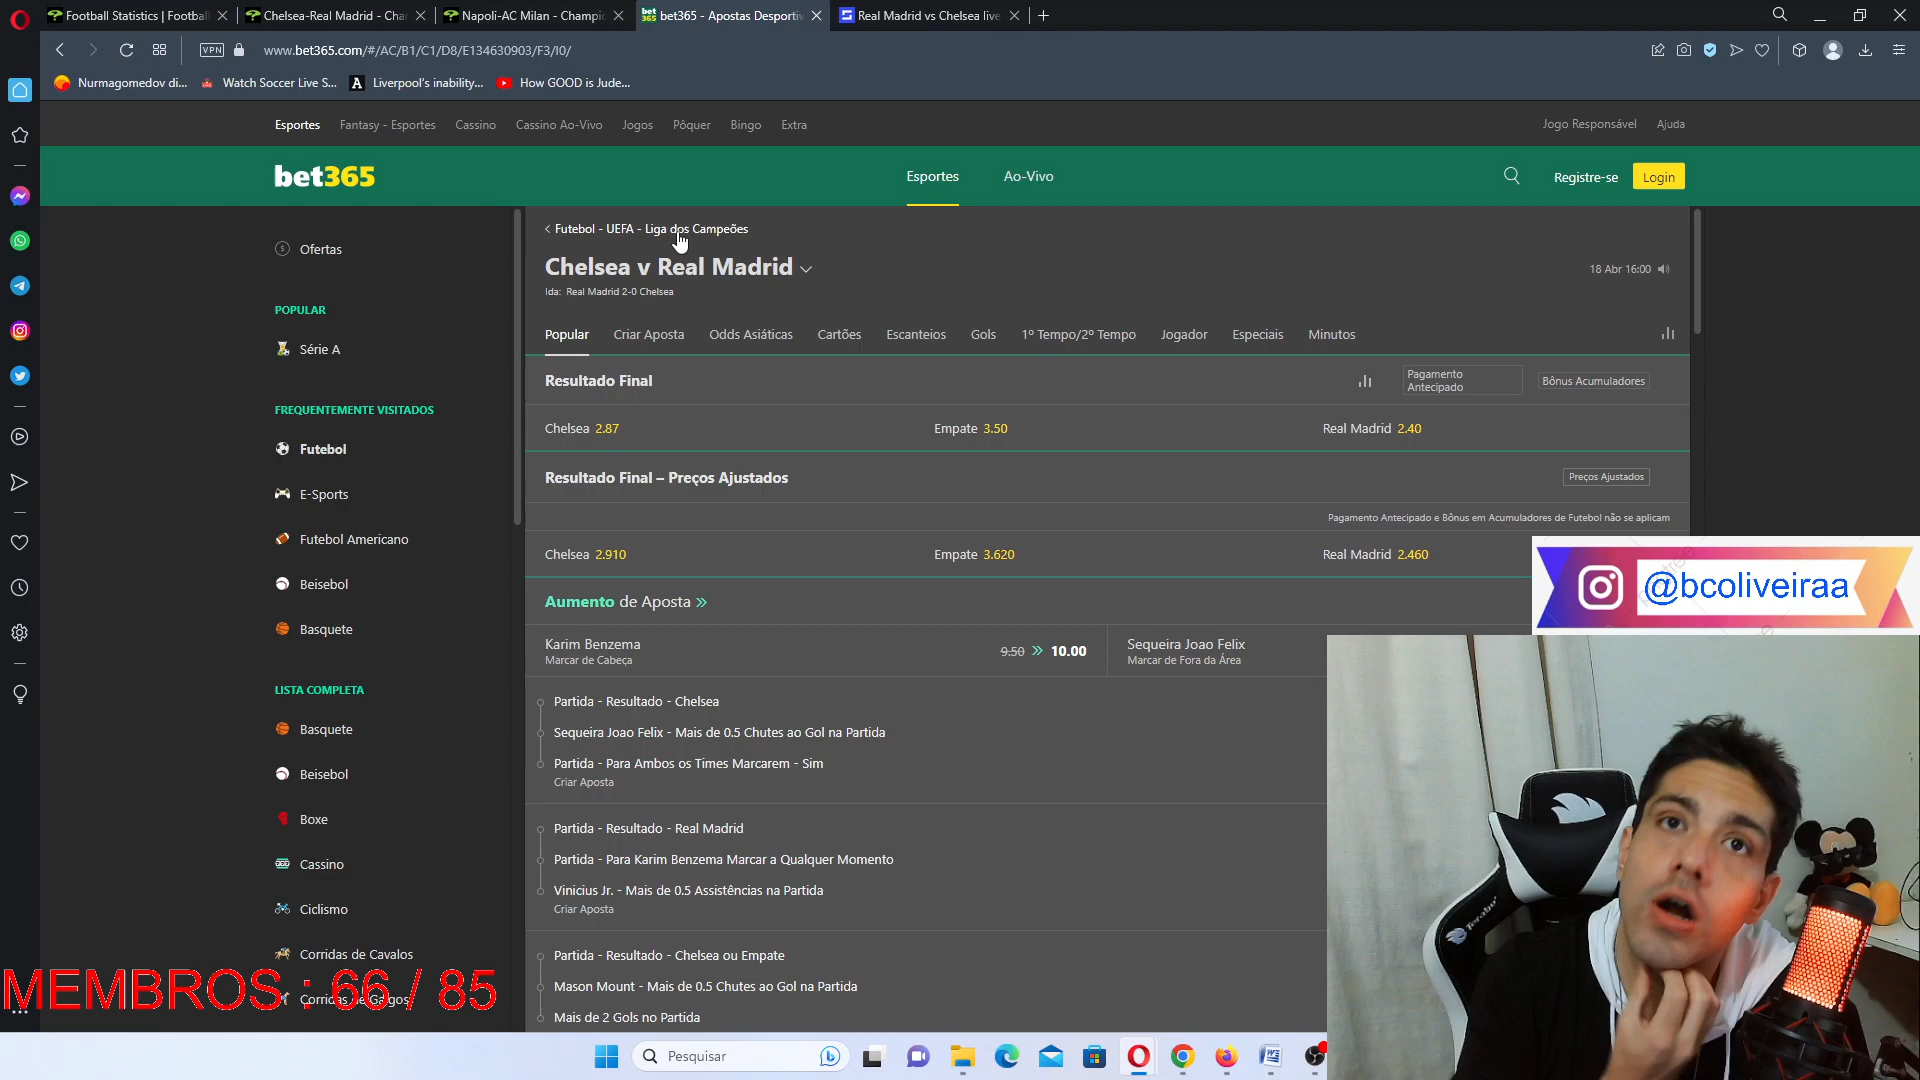 Football Statistics | Football
Chelsea-Real Madrid - Cha
Napoli-AC Milan - Champi
bet365 - Apostas Desportiv
Real Madrid vs Chelsea live
VPN
www.bet365.com/#/AC/B1/C1/D8/E134630903/F3/I0/
Nurmagomedov di...
Watch Soccer Live S...
Liverpool's inability...
How GOOD is Jude...
Esportes
Fantasy - Esportes
Cassino
Cassino Ao-Vivo
Jogos
Pôquer
Bingo
Extra
Jogo Responsável
Ajuda
bet365
Esportes
Ao-Vivo
Registre-se
Login
Ofertas
POPULAR
Série A
FREQUENTEMENTE VISITADOS
Futebol
E-Sports
Futebol Americano
Beisebol
Basquete
LISTA COMPLETA
Basquete
Beisebol
Boxe
Cassino
Ciclismo
Corridas de Cavalos
Corridas de Galgos
MEMBROS : 66 / 85
Futebol - UEFA - Liga dos Campeões
Chelsea v Real Madrid
18 Abr 16:00
Ida: Real Madrid 2-0 Chelsea
Popular
Criar Aposta
Odds Asiáticas
Cartões
Escanteios
Gols
1º Tempo/2º Tempo
Jogador
Especiais
Minutos
Resultado Final
Pagamento
Antecipado
Bônus Acumuladores
Chelsea 2.87
Empate 3.50
Real Madrid 2.40
Resultado Final – Preços Ajustados
Preços Ajustados
Pagamento Antecipado e Bônus em Acumuladores de Futebol não se aplicam
Chelsea 2.910
Empate 3.620
Real Madrid 2.460
@bcoliveiraa
Aumento de Aposta »
Karim Benzema
Marcar de Cabeça
9.50 » 10.00
Sequeira Joao Felix
Marcar de Fora da Área
Partida - Resultado - Chelsea
Sequeira Joao Felix - Mais de 0.5 Chutes ao Gol na Partida
Partida - Para Ambos os Times Marcarem - Sim
Criar Aposta
Partida - Resultado - Real Madrid
Partida - Para Karim Benzema Marcar a Qualquer Momento
Vinicius Jr. - Mais de 0.5 Assistências na Partida
Criar Aposta
Partida - Resultado - Chelsea ou Empate
Mason Mount - Mais de 0.5 Chutes ao Gol na Partida
Mais de 2 Gols no Partida
Pesquisar